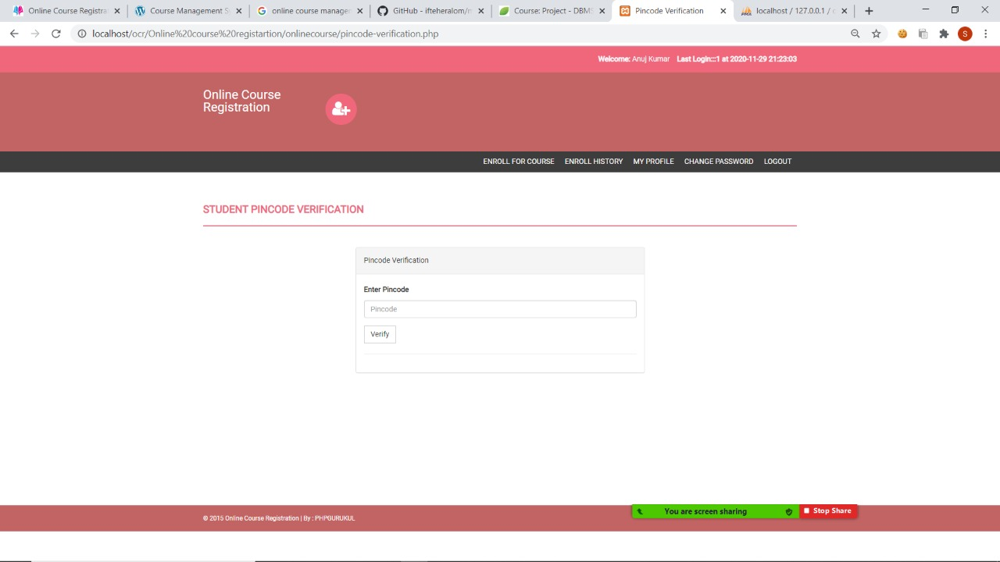 Online Course Registra
Course Management S
online course manage
GitHub - ifteheralom/m
Course: Project - DBMS
Pincode Verification
localhost / 127.0.0.1 / o
localhost/ocr/Online%20course%20registartion/onlinecourse/pincode-verification.php
S
Welcome: Anuj Kumar Last Login:::1 at 2020-11-29 21:23:03
Online Course
Registration
ENROLL FOR COURSE ENROLL HISTORY MY PROFILE CHANGE PASSWORD LOGOUT
STUDENT PINCODE VERIFICATION
Pincode Verification
Enter Pincode
Pincode
Verify
© 2015 Online Course Registration | By : PHPGURUKUL
You are screen sharing
Stop Share